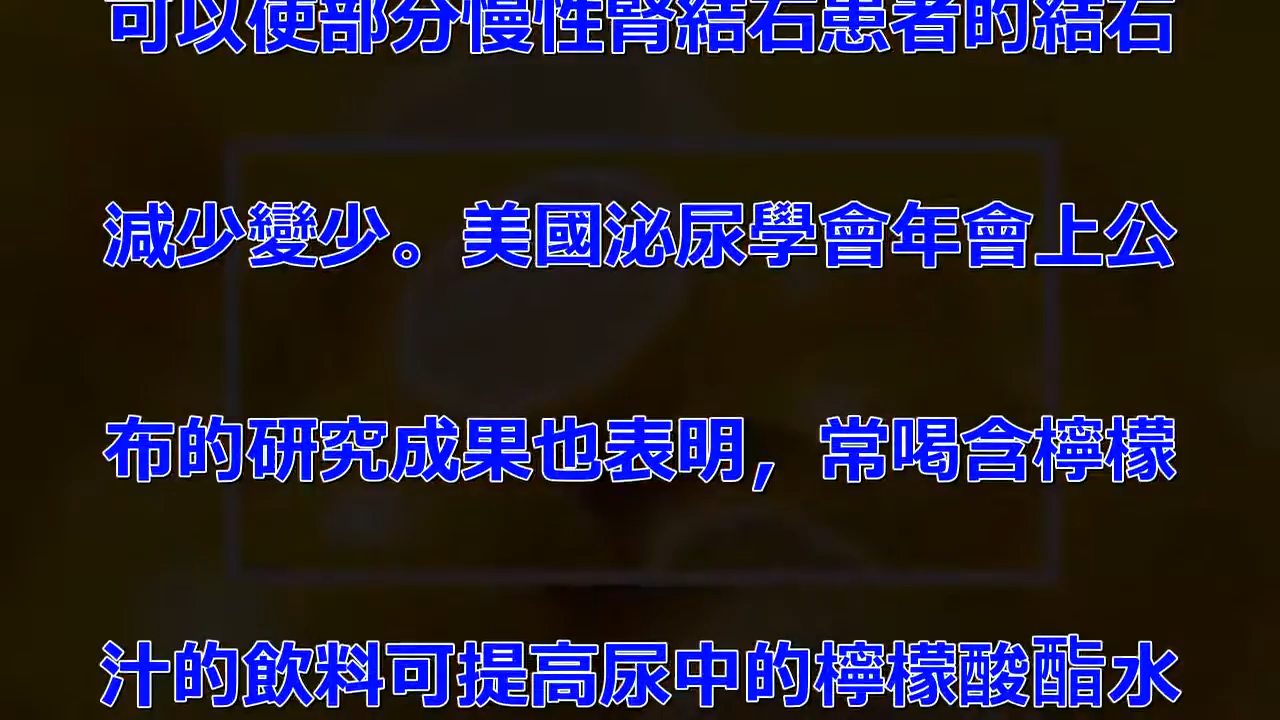 可以使部分慢性腎結石患者的結石
減少變少。美國泌尿學會年會上公
布的研究成果也表明，常喝含檸檬
汁的飲料可提高尿中的檸檬酸酯水